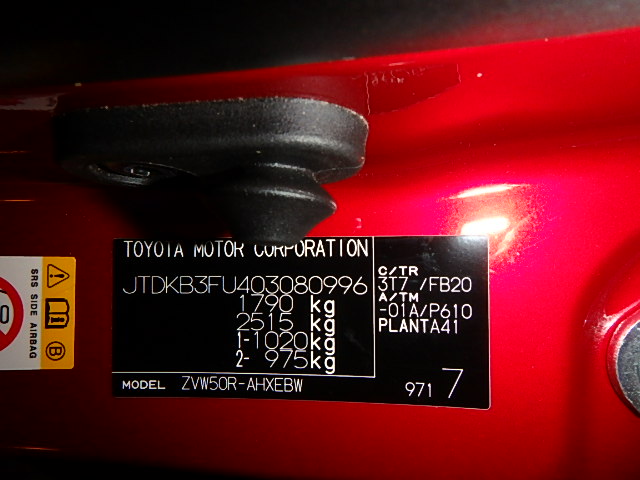 TOYOTA MOTOR CORPORATION
JTDKB3FU403080996
1790 kg
2515 kg
1-1020kg
2- 975kg
C/TR
3T7 /FB20
A/TM
-01A/P610
PLANTA41
MODEL ZVW50R-AHXEBW
971 7
SRS SIDE AIRBAG
B